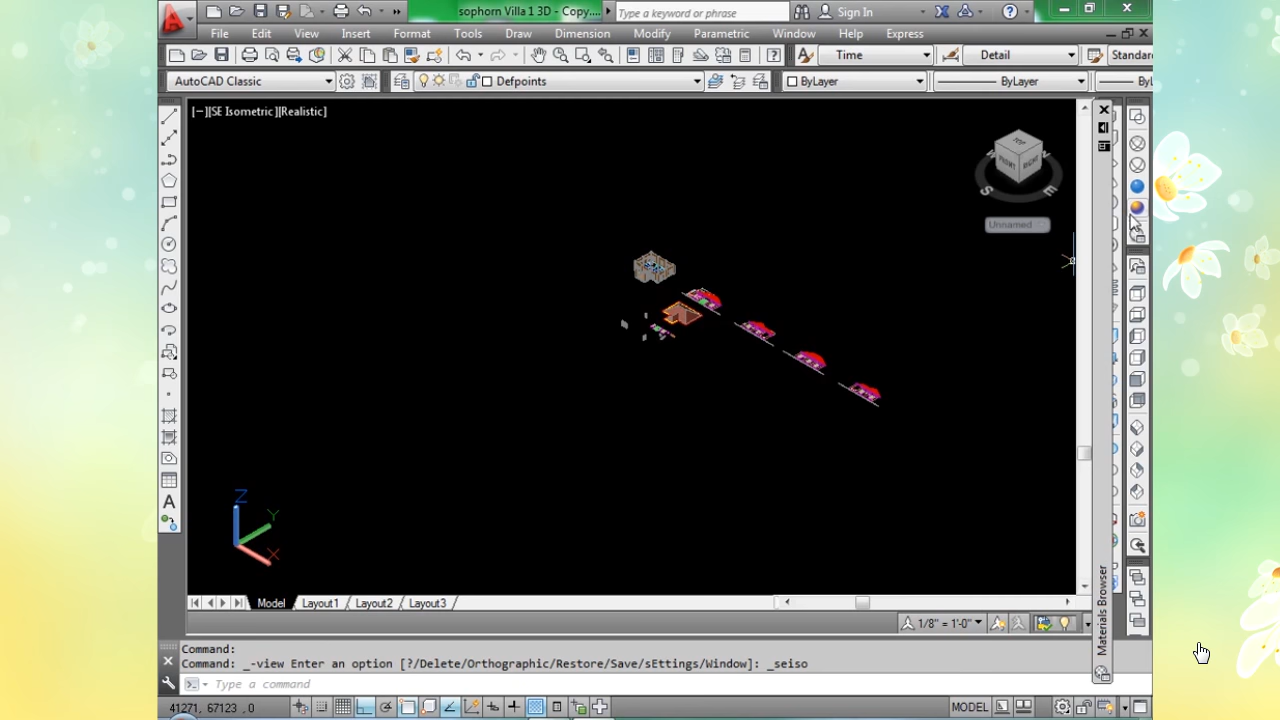 sophorn Villa 1 3D - Copy....
Type a keyword or phrase
Sign In
File Edit View Insert Format Tools Draw Dimension Modify Parametric Window Help Express
Time
Detail
AutoCAD Classic
Defpoints
ByLayer
ByLayer
[−][SE Isometric][Realistic]
TOP
FRONT
RIGHT
S
E
Unnamed
Z
Y
X
Model Layout1 Layout2 Layout3
1/8" = 1'-0"
Materials Browser
Command:
Command: _-view Enter an option [?/Delete/Orthographic/Restore/Save/sEttings/Window]: _seiso
Type a command
41271, 67123 , 0
MODEL